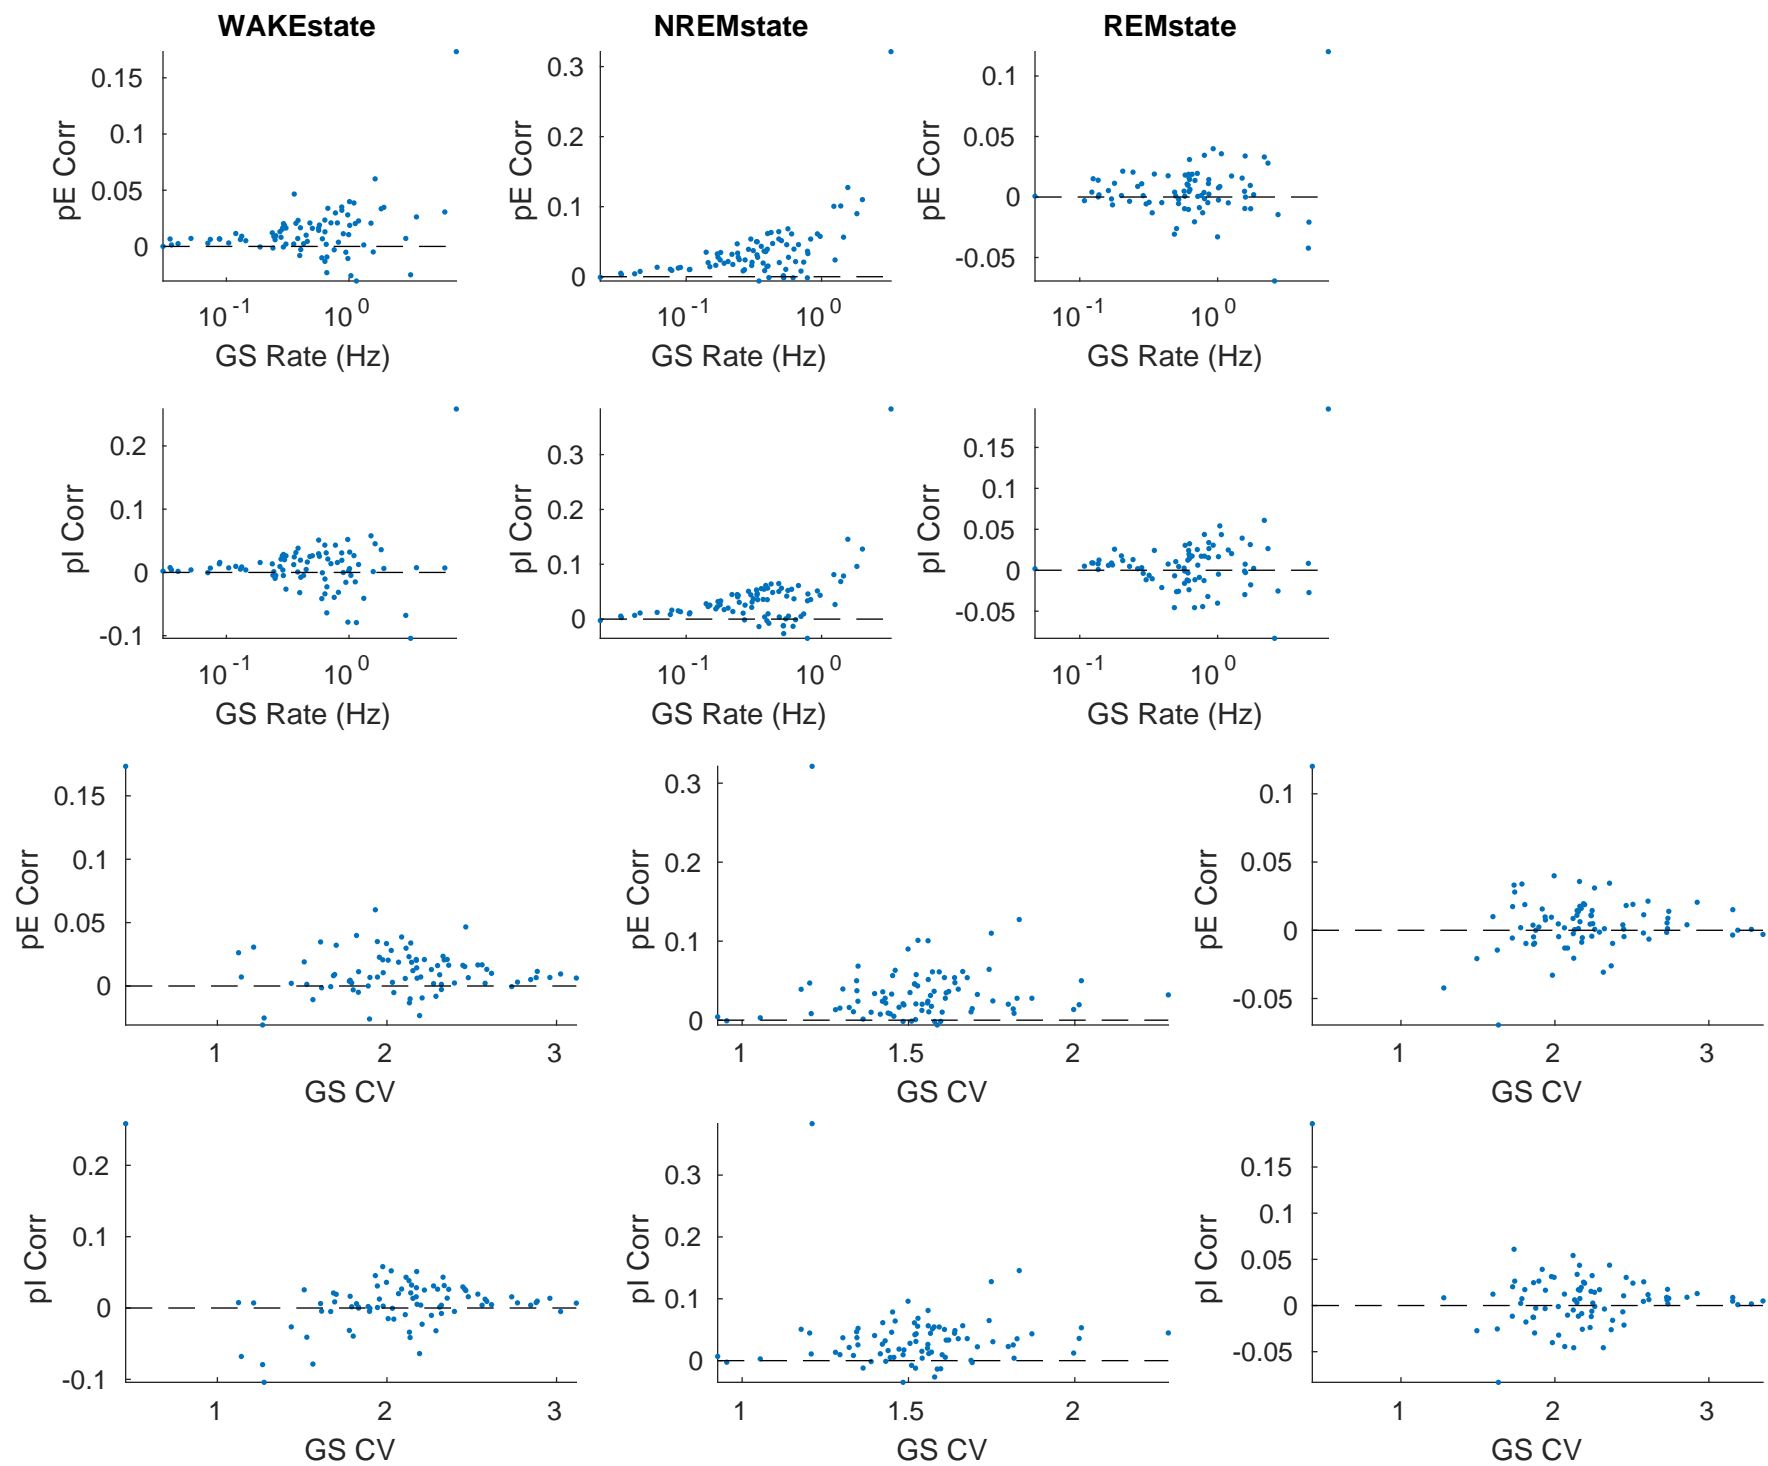 WAKEstate NREMstate REMstate
0.15 0.3 0.1
0.1 0.2 0.05
0.05 0.1 0
0 0 -0.05
pE Corr pE Corr pE Corr
10^-1 10^0 10^-1 10^0 10^-1 10^0
GS Rate (Hz) GS Rate (Hz) GS Rate (Hz)
0.2 0.3 0.15
0.1 0.2 0.1
0 0.1 0.05
-0.1 0 0
-0.05
pI Corr pI Corr pI Corr
10^-1 10^0 10^-1 10^0 10^-1 10^0
GS Rate (Hz) GS Rate (Hz) GS Rate (Hz)
0.15 0.3 0.1
0.1 0.2 0.05
0.05 0.1 0
0 0 -0.05
pE Corr pE Corr pE Corr
1 2 3 1 1.5 2 1 2 3
GS CV GS CV GS CV
0.2 0.3 0.15
0.1 0.2 0.1
0 0.1 0.05
-0.1 0 0
-0.05
pI Corr pI Corr pI Corr
1 2 3 1 1.5 2 1 2 3
GS CV GS CV GS CV